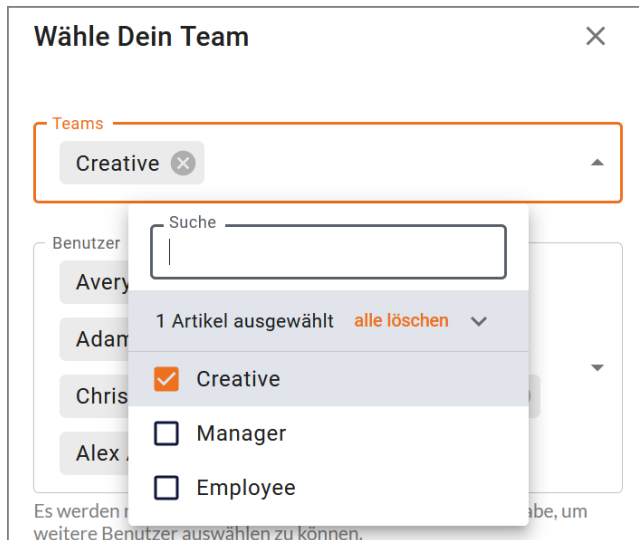 Wähle Dein Team
Teams
Creative
Suche
Benutzer
Avery
1 Artikel ausgewählt alle löschen
Adam
Creative
Chris
Manager
Alex
Employee
Es werden
abe, um
weitere Benutzer auswählen zu können.